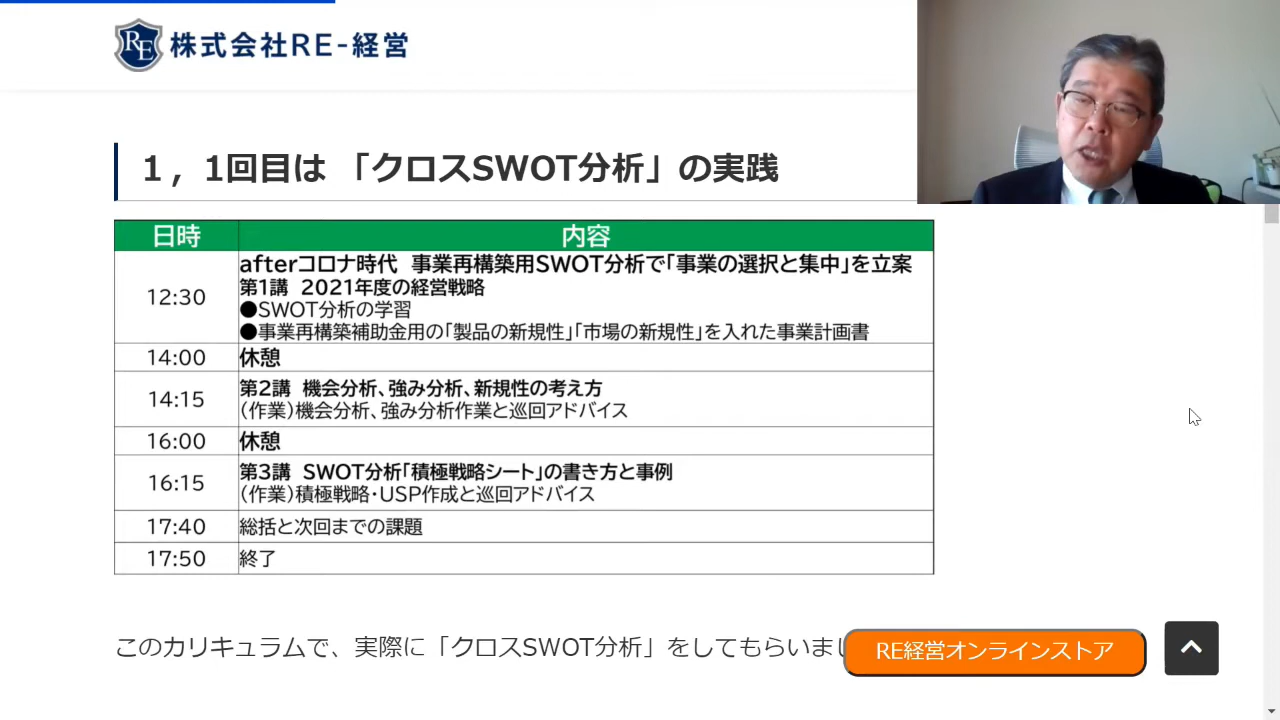 RE 株式会社RE-経営
１，1回目は 「クロスSWOT分析」の実践
日時 内容
12:30
afterコロナ時代 事業再構築用SWOT分析で「事業の選択と集中」を立案
第1講 2021年度の経営戦略
●SWOT分析の学習
●事業再構築補助金用の「製品の新規性」「市場の新規性」を入れた事業計画書
14:00 休憩
14:15
第2講 機会分析、強み分析、新規性の考え方
(作業)機会分析、強み分析作業と巡回アドバイス
16:00 休憩
16:15
第3講 SWOT分析「積極戦略シート」の書き方と事例
(作業)積極戦略・USP作成と巡回アドバイス
17:40 総括と次回までの課題
17:50 終了
このカリキュラムで、実際に「クロスSWOT分析」をしてもらいまし
RE経営オンラインストア